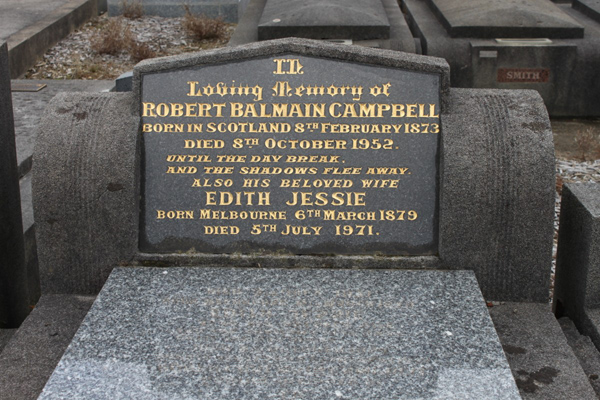 In
Loving Memory of
ROBERT BALMAIN CAMPBELL
BORN IN SCOTLAND 8TH FEBRUARY 1873
DIED 8TH OCTOBER 1952.
UNTIL THE DAY BREAK,
AND THE SHADOWS FLEE AWAY.
ALSO HIS BELOVED WIFE
EDITH JESSIE
BORN MELBOURNE 6TH MARCH 1879
DIED 5TH JULY 1971.
SMITH